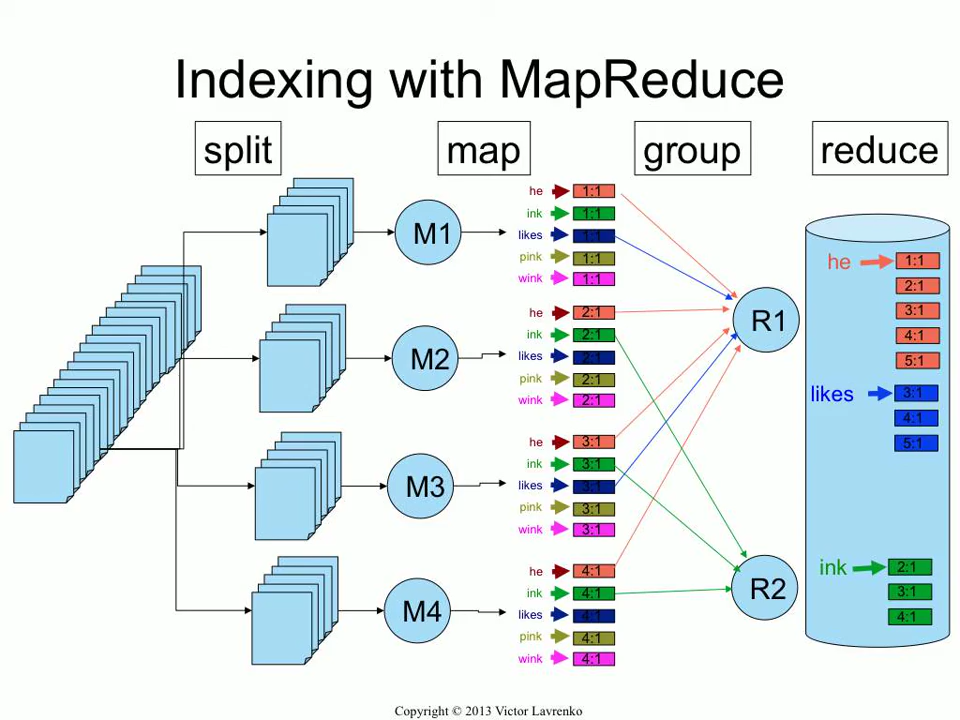 Indexing with MapReduce
split map group reduce
he 1:1
ink 1:1
likes 1:1
pink 1:1
wink 1:1
M1
he 2:1
ink 2:1
likes 2:1
pink 2:1
wink 2:1
M2
he 3:1
ink 3:1
likes 3:1
pink 3:1
wink 3:1
M3
he 4:1
ink 4:1
likes 4:1
pink 4:1
wink 4:1
M4
R1
R2
he 1:1
2:1
3:1
4:1
5:1
likes 3:1
4:1
5:1
ink 2:1
3:1
4:1
Copyright © 2013 Victor Lavrenko